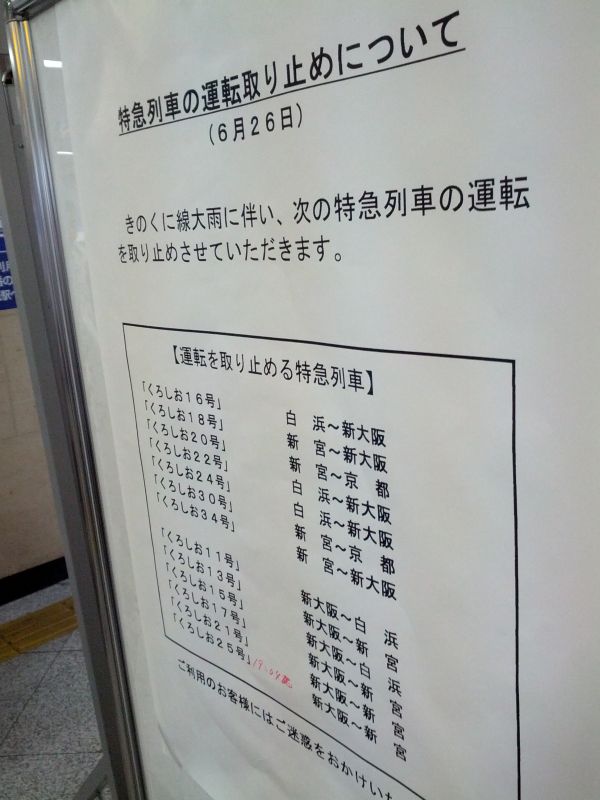 特急列車の運転取り止めについて
（６月２６日）
きのくに線大雨に伴い、次の特急列車の運転
を取り止めさせていただきます。
【運転を取り止める特急列車】
「くろしお１６号」 白　浜～新大阪
「くろしお１８号」 新　宮～新大阪
「くろしお２０号」 新　宮～京　都
「くろしお２２号」 白　浜～新大阪
「くろしお２４号」 白　浜～新大阪
「くろしお３０号」 新　宮～京　都
「くろしお３４号」 新　宮～新大阪
「くろしお１１号」 新大阪～白　浜
「くろしお１３号」 新大阪～新　宮
「くろしお１５号」 新大阪～白　浜
「くろしお１７号」 新大阪～新　宮
「くろしお２１号」 新大阪～新　宮
「くろしお２５号」 新大阪～新　宮
ご利用のお客様にはご迷惑をおかけいた